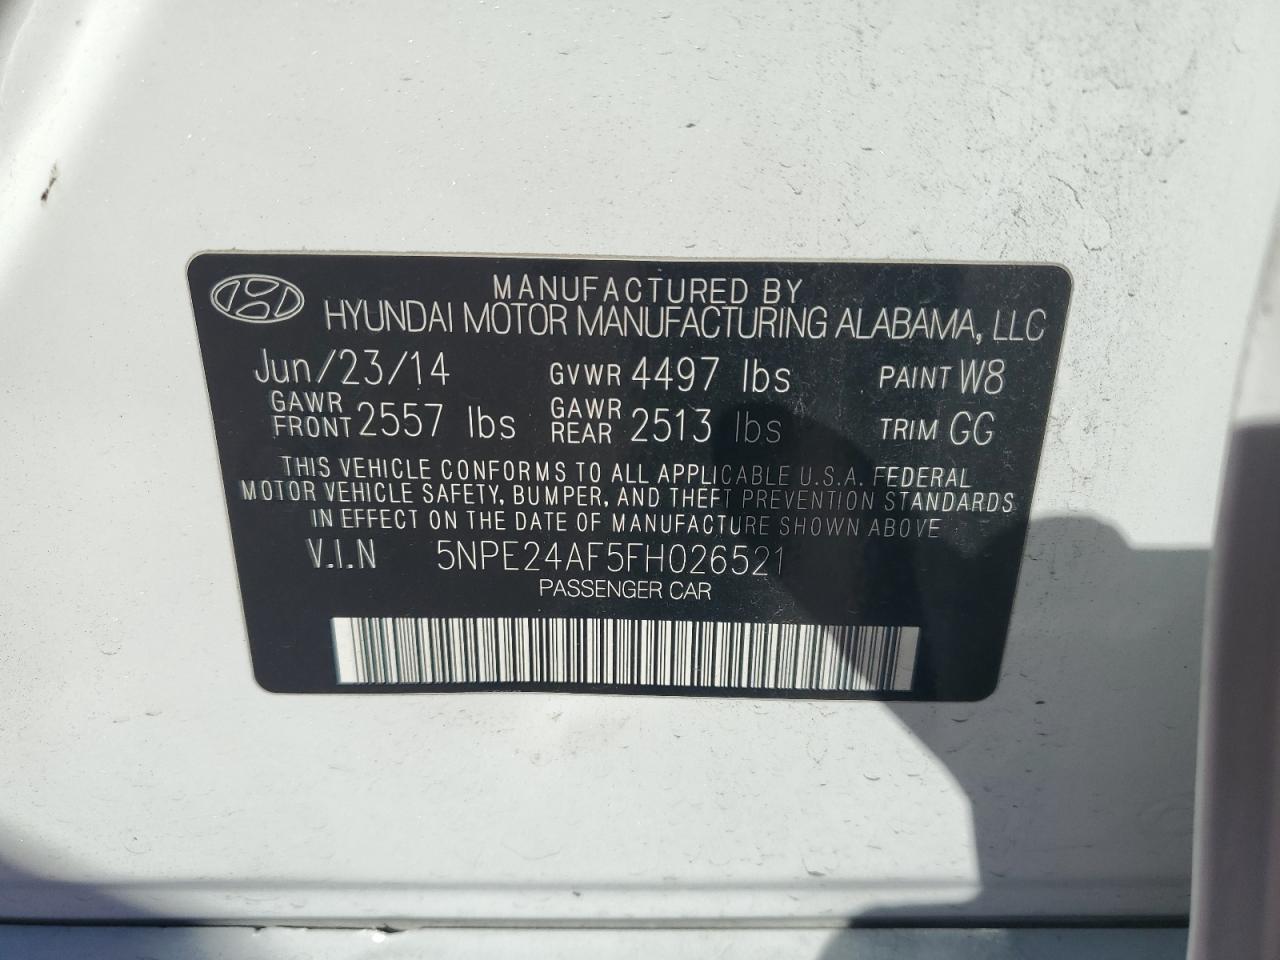 MANUFACTURED BY
HYUNDAI MOTOR MANUFACTURING ALABAMA, LLC
Jun/23/14 GVWR 4497 lbs PAINT W8
GAWR FRONT 2557 lbs GAWR REAR 2513 lbs TRIM GG
THIS VEHICLE CONFORMS TO ALL APPLICABLE U.S.A. FEDERAL
MOTOR VEHICLE SAFETY, BUMPER, AND THEFT PREVENTION STANDARDS
IN EFFECT ON THE DATE OF MANUFACTURE SHOWN ABOVE
V.I.N 5NPE24AF5FH026521
PASSENGER CAR